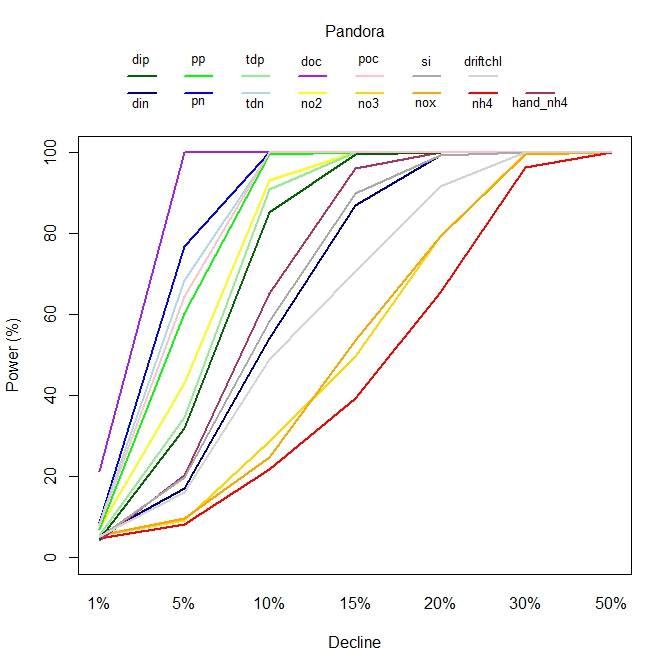 Pandora
dip pp tdp doc poc si driftchl
din pn tdn no2 no3 nox nh4 hand_nh4
100
80
60
40
20
0
Power (%)
1% 5% 10% 15% 20% 30% 50%
Decline